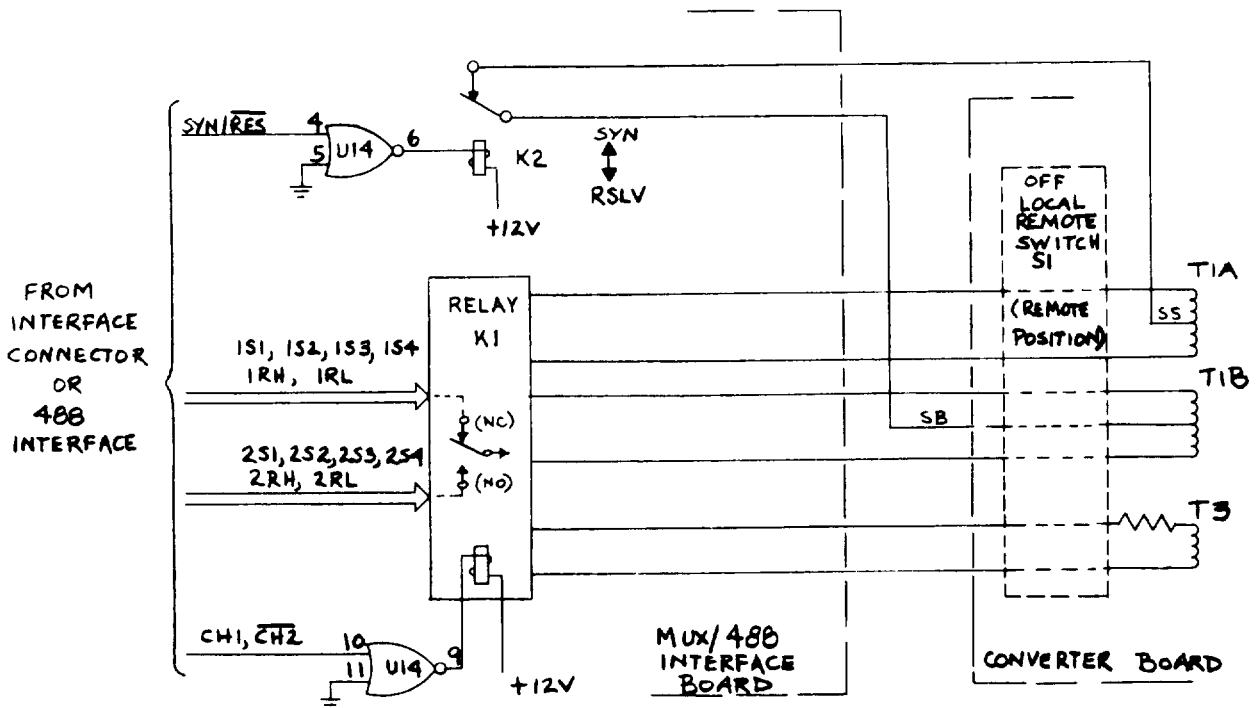 SYN/R̅E̅S̅
4
5
U14
6
K2
+12V
SYN
RSLV
OFF
LOCAL
REMOTE
SWITCH
S1
(REMOTE
POSITION)
T1A
SS
T1B
SB
T3
FROM
INTERFACE
CONNECTOR
OR
488
INTERFACE
1S1, 1S2, 1S3, 1S4
1RH, 1RL
2S1, 2S2, 2S3, 2S4
2RH, 2RL
RELAY
K1
(NC)
(NO)
CH1, C̅H̅2̅
10
11
U14
9
+12V
MUX/488
INTERFACE
BOARD
CONVERTER BOARD